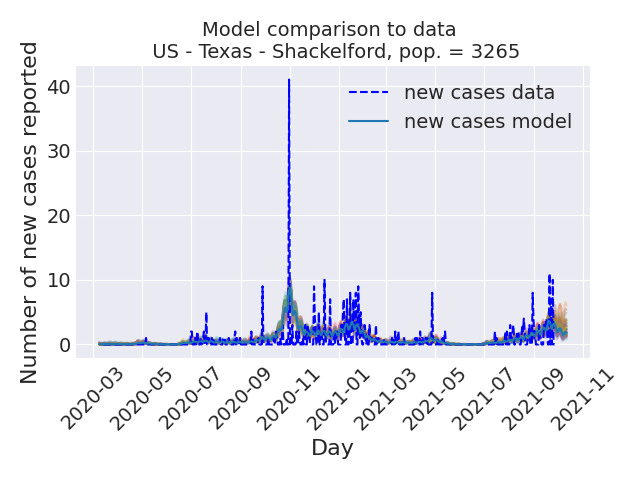 Model comparison to data
US - Texas - Shackelford, pop. = 3265
Number of new cases reported
40
30
20
10
0
new cases data
new cases model
2020-03
2020-05
2020-07
2020-09
2020-11
2021-01
2021-03
2021-05
2021-07
2021-09
2021-11
Day